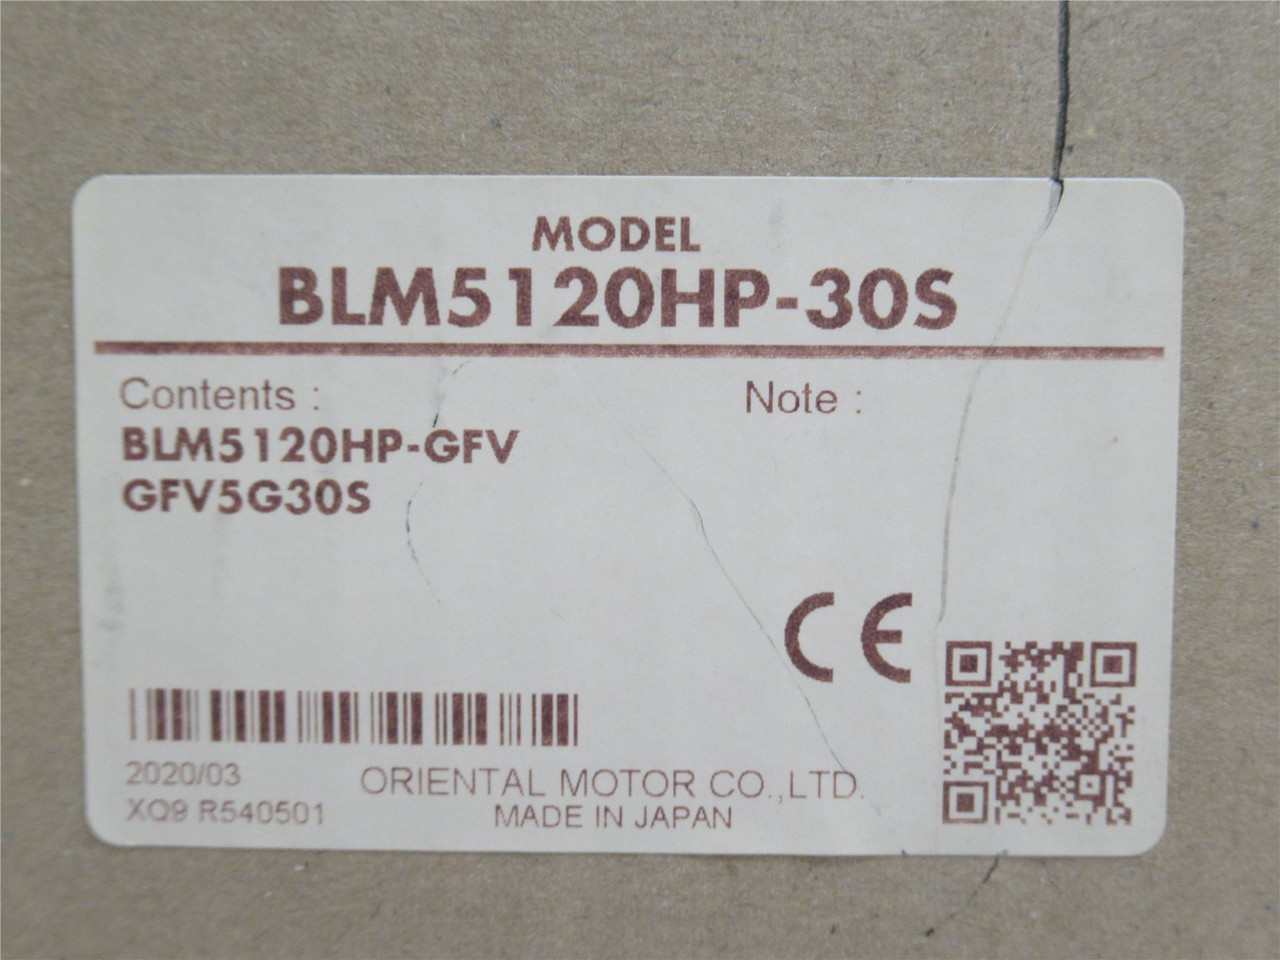 MODEL
BLM5120HP-30S
Contents :
Note :
BLM5120HP-GFV
GFV5G30S
CE
2020/03
XQ9 R540501
ORIENTAL MOTOR CO.,LTD.
MADE IN JAPAN